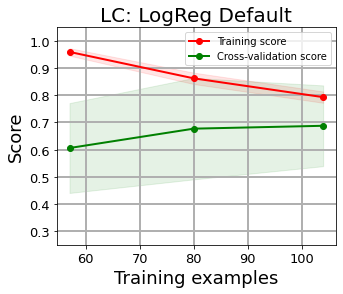 LC: LogReg Default
Training score
Cross-validation score
1.0
0.9
0.8
0.7
0.6
0.5
0.4
0.3
Score
60
70
80
90
100
Training examples